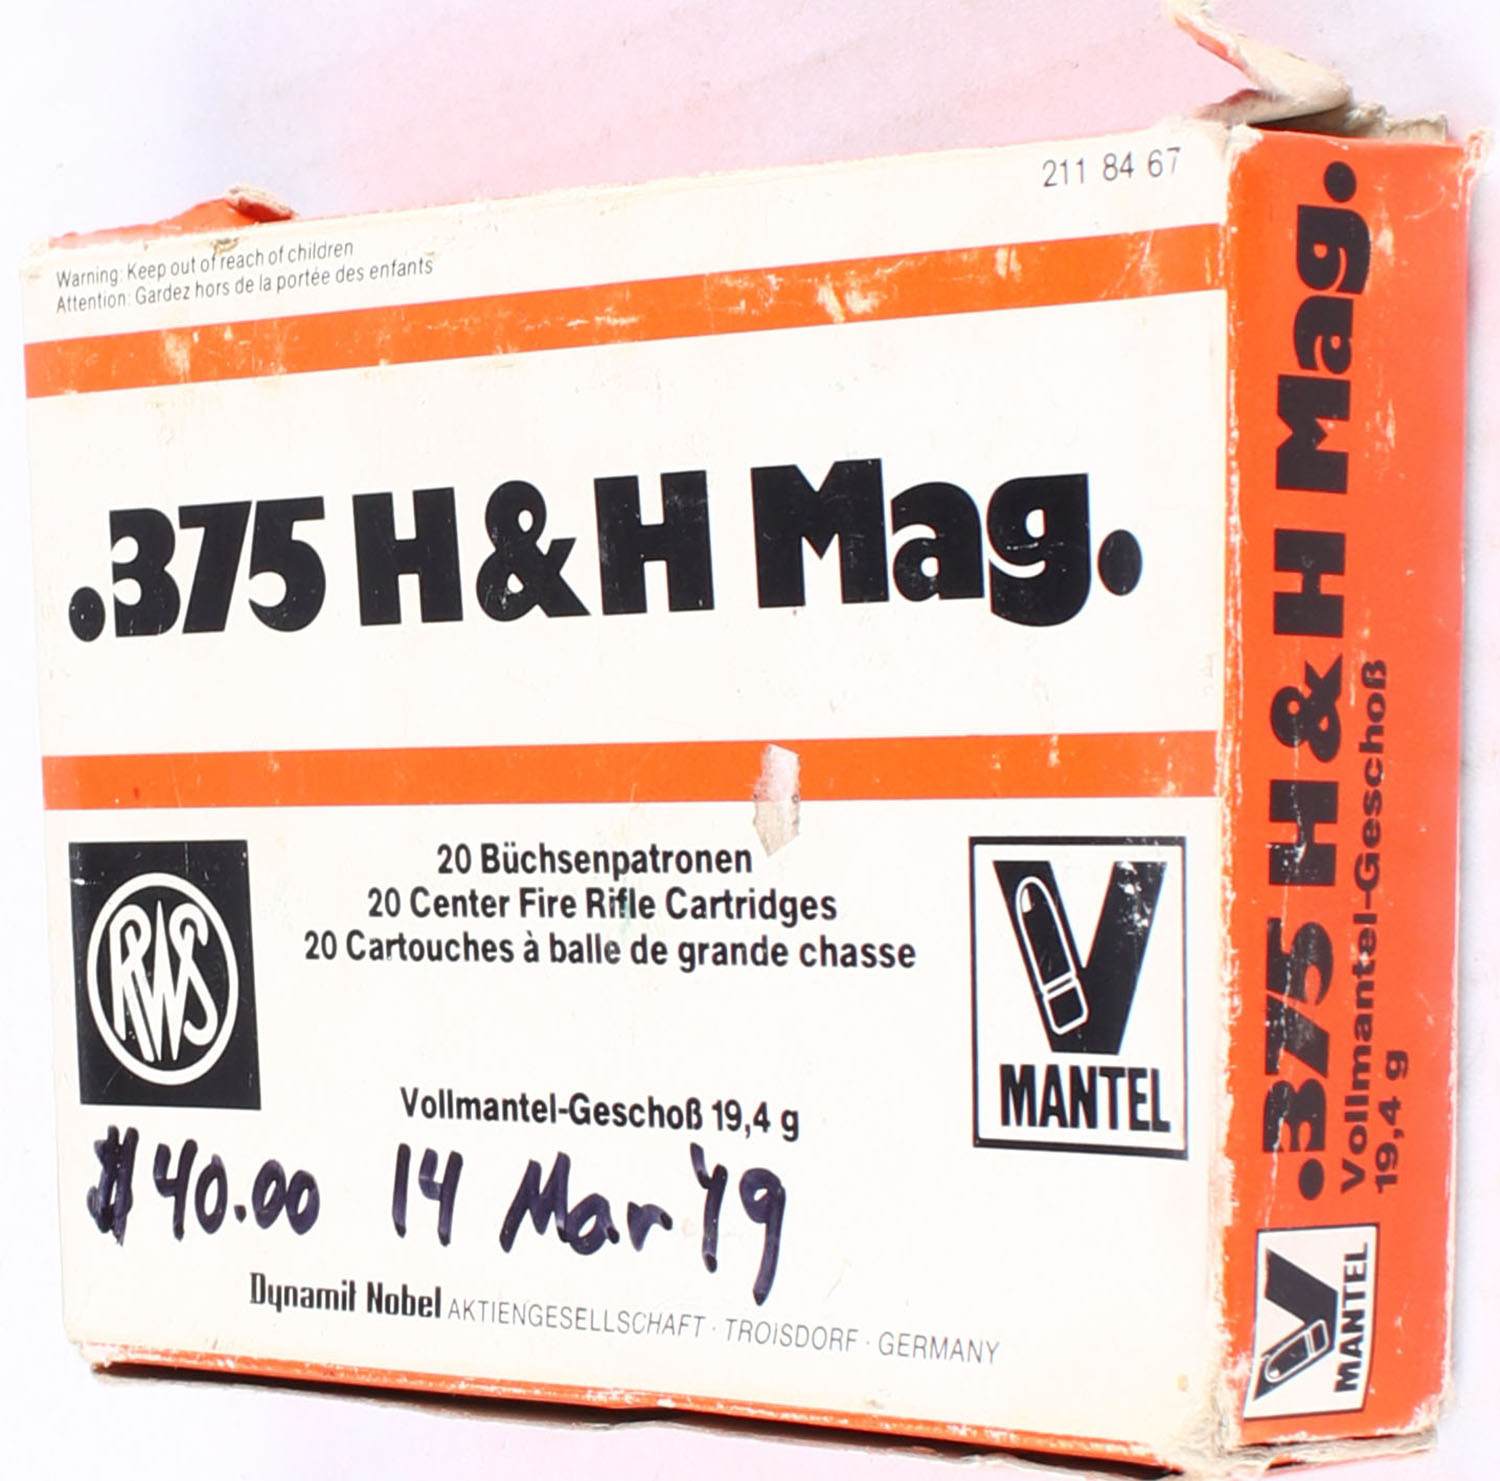 211 84 67
Warning: Keep out of reach of children
Attention: Gardez hors de la portée des enfants
.375 H&H Mag.
RWS
20 Büchsenpatronen
20 Center Fire Rifle Cartridges
20 Cartouches à balle de grande chasse
V
MANTEL
Vollmantel-Geschoß 19,4 g
$40.00 14 Mar '79
Dynamit Nobel AKTIENGESELLSCHAFT · TROISDORF · GERMANY
.375 H & H Mag.
Vollmantel-Geschoß
19,4 g
V
MANTEL